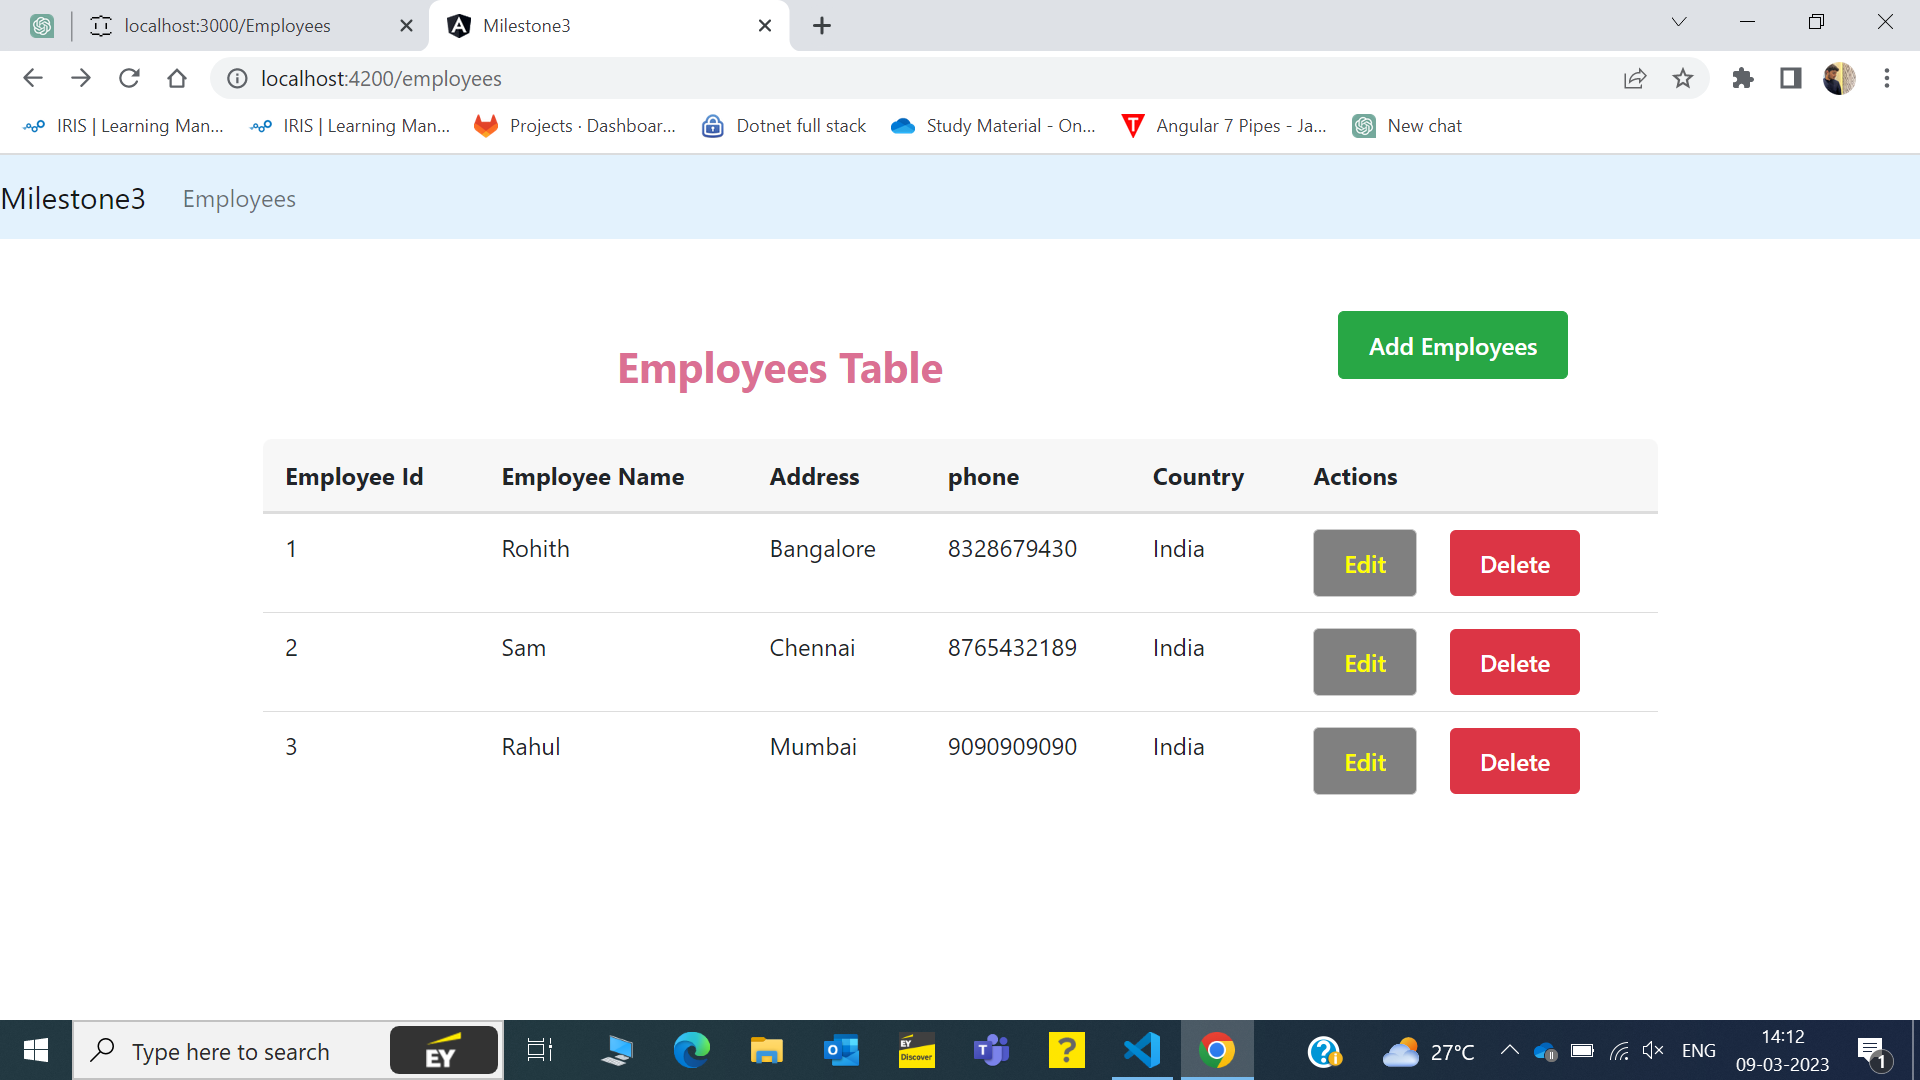 localhost:3000/Employees
Milestone3
localhost:4200/employees
IRIS | Learning Man...
IRIS | Learning Man...
Projects · Dashboar...
Dotnet full stack
Study Material - On...
Angular 7 Pipes - Ja...
New chat
Milestone3 Employees
Add Employees
Employees Table
Employee Id Employee Name Address phone Country Actions
1 Rohith Bangalore 8328679430 India Edit Delete
2 Sam Chennai 8765432189 India Edit Delete
3 Rahul Mumbai 9090909090 India Edit Delete
Type here to search
EY
EY Discover
27°C
ENG
14:12
09-03-2023
1